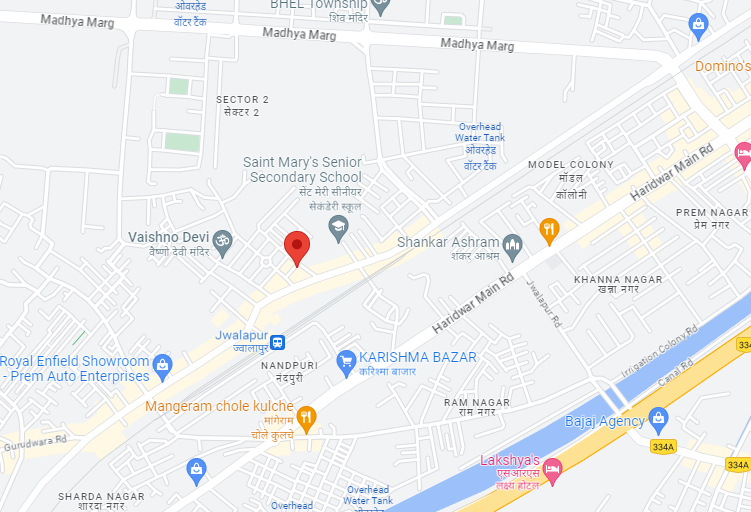 BHEL Township
शिव मंदिर
ओवरहेड
वॉटर टैंक
Madhya Marg
Madhya Marg
Madhya Marg
Domino's
SECTOR 2
सेक्टर 2
Overhead
Water Tank
ओवरहेड
वॉटर टैंक
Saint Mary's Senior
Secondary School
सेंट मेरी सीनीयर
सेकंडेरी स्कूल
MODEL COLONY
मॉडल
कॉलोनी
Haridwar Main Rd
PREM NAGAR
प्रेम नगर
Vaishno Devi
वैष्णो देवी मंदिर
Shankar Ashram
शंकर आश्रम
KHANNA NAGAR
खन्ना नगर
Haridwar Main Rd
Jwalapur Rd
Jwalapur
ज्वालापुर
Royal Enfield Showroom
- Prem Auto Enterprises
NANDPURI
नंदपुरी
KARISHMA BAZAR
करिश्मा बाजार
Irrigation Colony Rd
Canal Rd
334A
Mangeram chole kulche
मांगेराम
चोले कुलचे
RAM NAGAR
राम नगर
Bajaj Agency
334A
334A
Gurudwara Rd
Lakshya's
एसआरएस
लक्ष्य होटल
SHARDA NAGAR
शारदा नगर
Overhead
Overhead
Water Tank